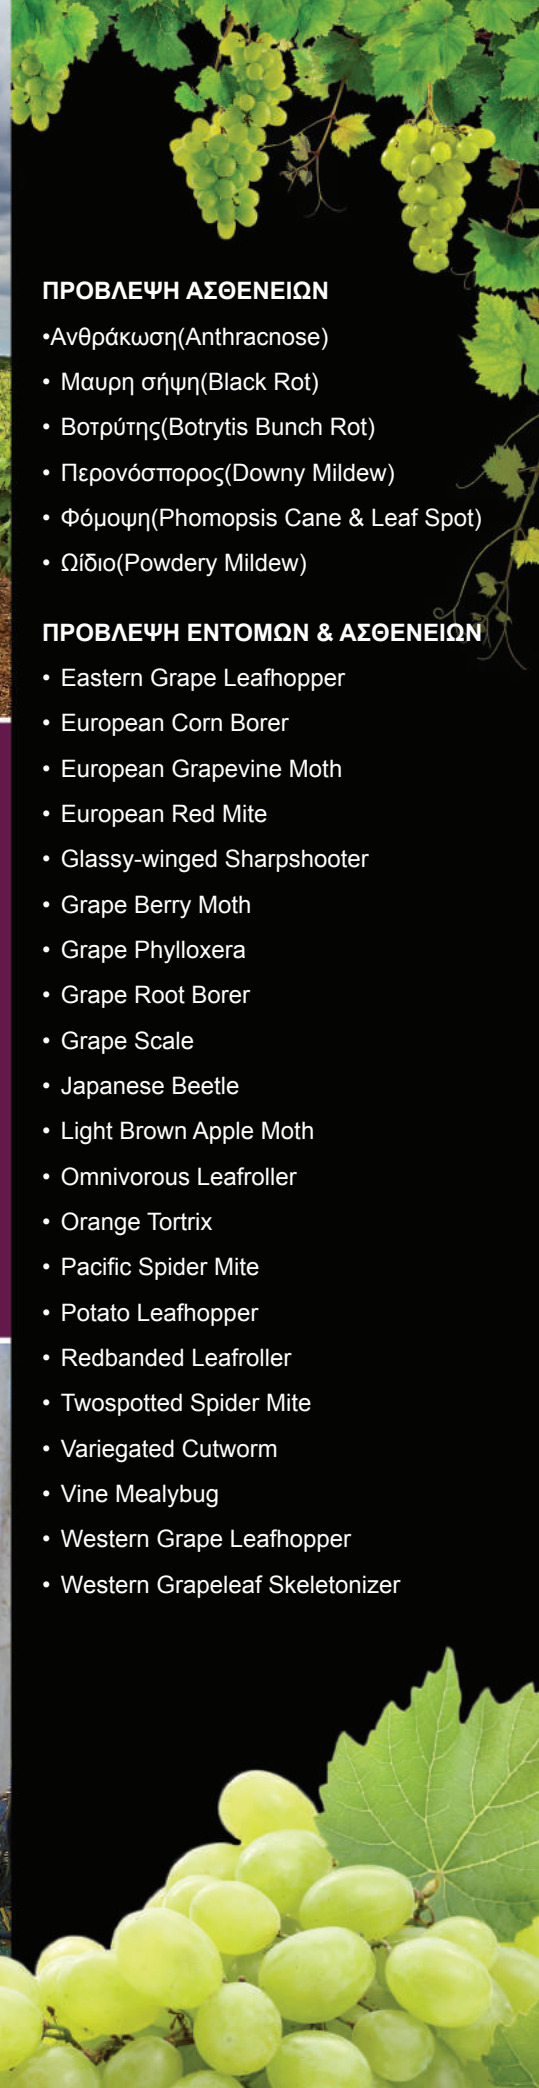 ΠΡΟΒΛΕΨΗ ΑΣΘΕΝΕΙΩΝ
•Ανθράκωση(Anthracnose)
• Μαυρη σήψη(Black Rot)
• Βοτρύτης(Botrytis Bunch Rot)
• Περονόσπορος(Downy Mildew)
• Φόμοψη(Phomopsis Cane & Leaf Spot)
• Ωίδιο(Powdery Mildew)
ΠΡΟΒΛΕΨΗ ΕΝΤΟΜΩΝ & ΑΣΘΕΝΕΙΩΝ
• Eastern Grape Leafhopper
• European Corn Borer
• European Grapevine Moth
• European Red Mite
• Glassy-winged Sharpshooter
• Grape Berry Moth
• Grape Phylloxera
• Grape Root Borer
• Grape Scale
• Japanese Beetle
• Light Brown Apple Moth
• Omnivorous Leafroller
• Orange Tortrix
• Pacific Spider Mite
• Potato Leafhopper
• Redbanded Leafroller
• Twospotted Spider Mite
• Variegated Cutworm
• Vine Mealybug
• Western Grape Leafhopper
• Western Grapeleaf Skeletonizer